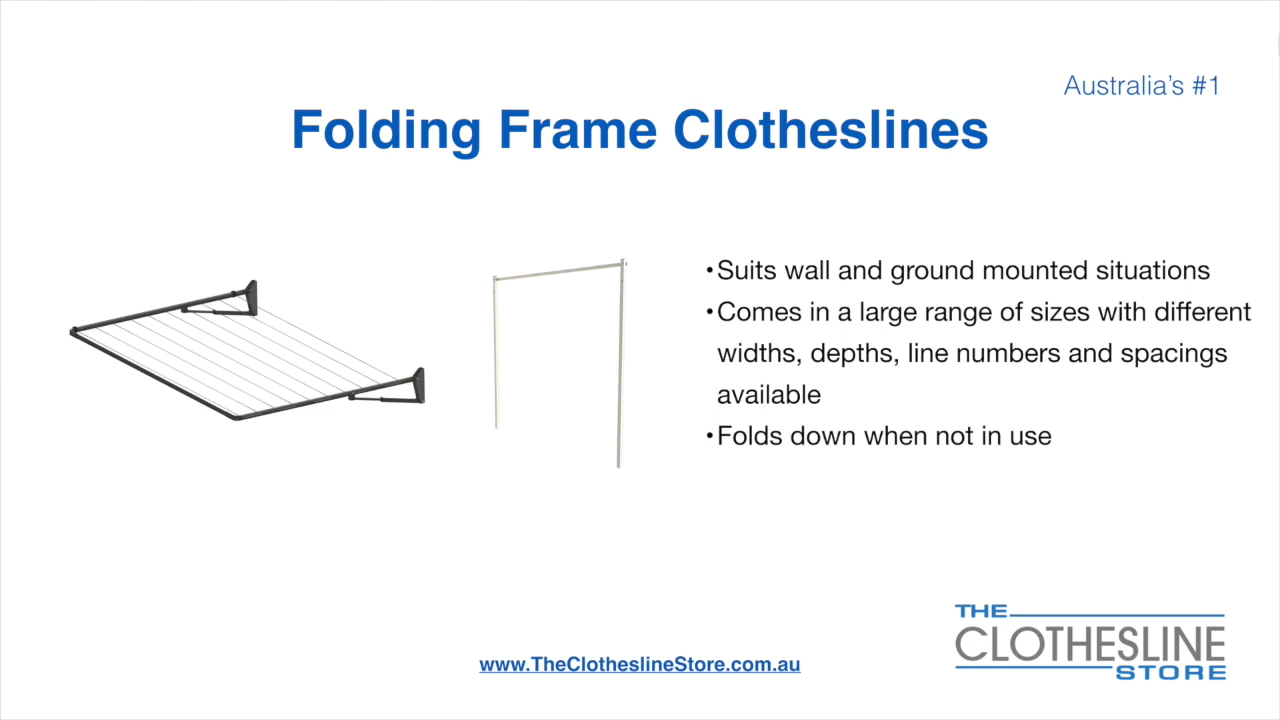 Australia's #1
Folding Frame Clotheslines
•Suits wall and ground mounted situations
•Comes in a large range of sizes with different
widths, depths, line numbers and spacings
available
•Folds down when not in use
THE
CLOTHESLINE
STORE
www.TheClotheslineStore.com.au